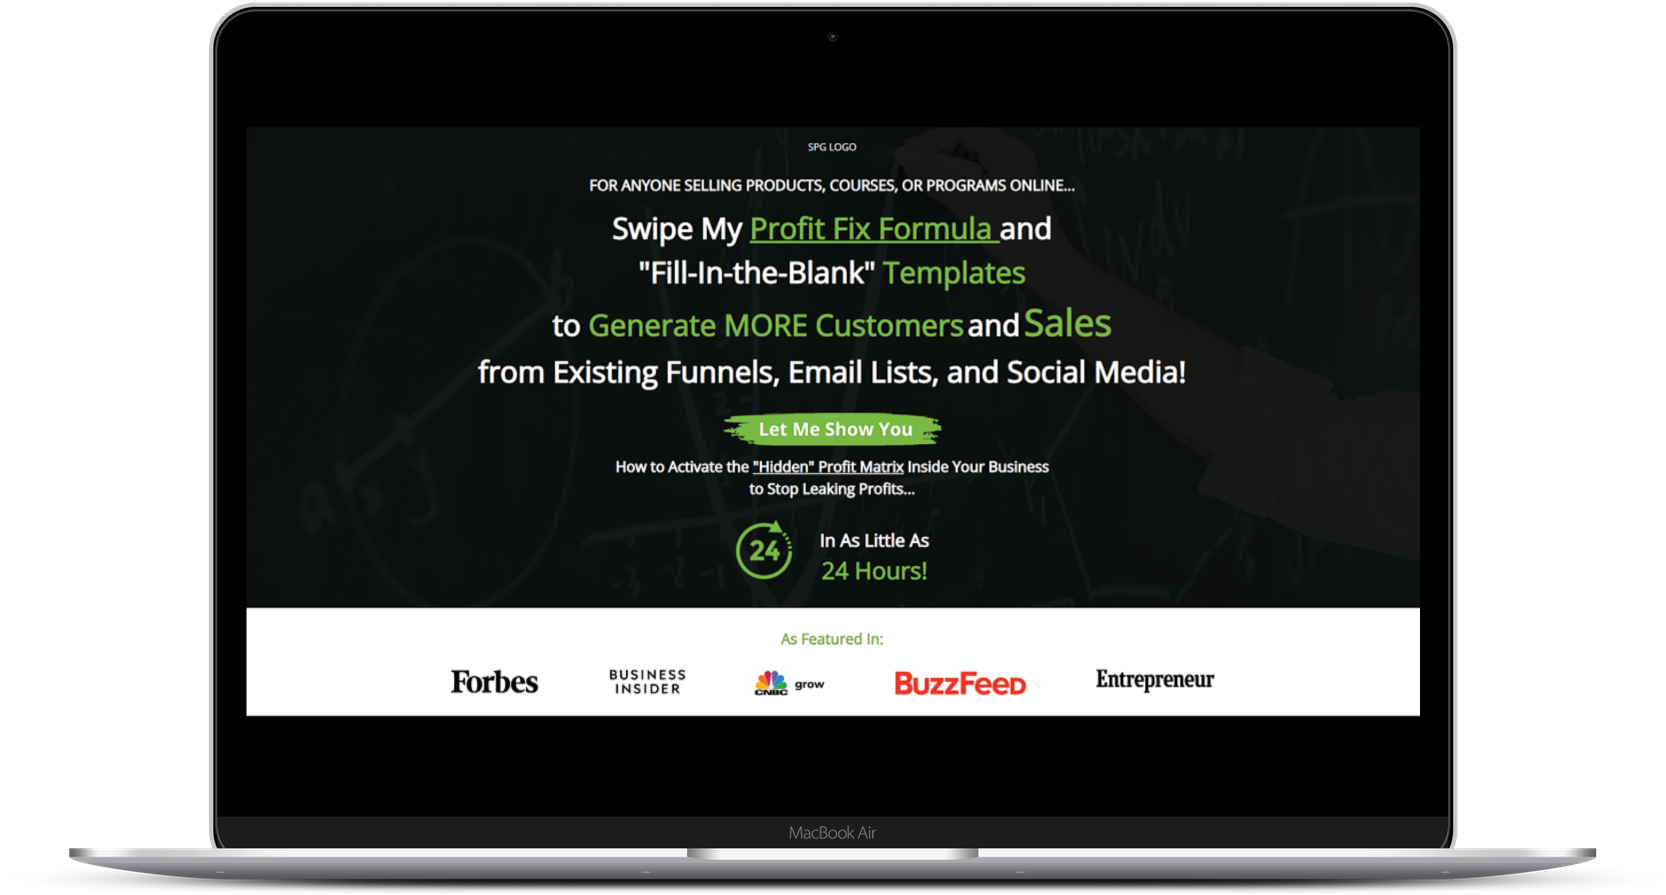 SPG LOGO
FOR ANYONE SELLING PRODUCTS, COURSES, OR PROGRAMS ONLINE...
Swipe My Profit Fix Formula and
"Fill-In-the-Blank" Templates
to Generate MORE Customers and Sales
from Existing Funnels, Email Lists, and Social Media!
Let Me Show You
How to Activate the "Hidden" Profit Matrix Inside Your Business
to Stop Leaking Profits...
24
In As Little As
24 Hours!
As Featured In:
Forbes
BUSINESS
INSIDER
CNBC grow
BuzzFeed
Entrepreneur
MacBook Air